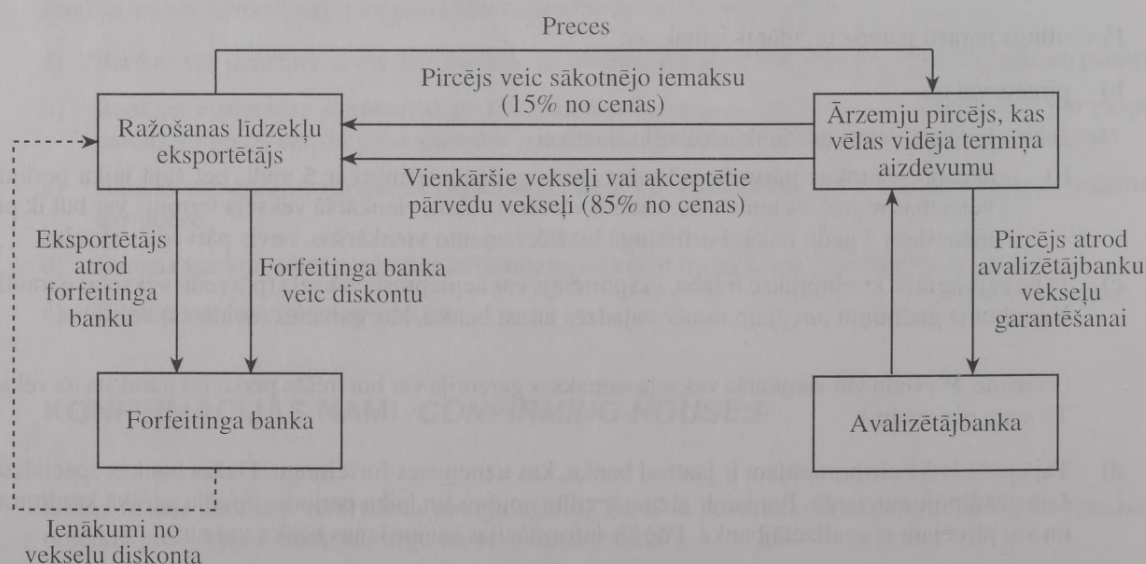 Preces
Pircējs veic sākotnējo iemaksu
(15% no cenas)
Ražošanas līdzekļu
eksportētājs
Ārzemju pircējs, kas
vēlas vidēja termiņa
aizdevumu
Vienkāršie vekseļi vai akceptētie
pārvedu vekseļi (85% no cenas)
Eksportētājs
atrod
forfeitinga
banku
Forfeitinga banka
veic diskontu
Pircējs atrod
avalizētājbanku
vekseļu
garantēšanai
Forfeitinga banka
Avalizētājbanka
Ienākumi no
vekseļu diskonta